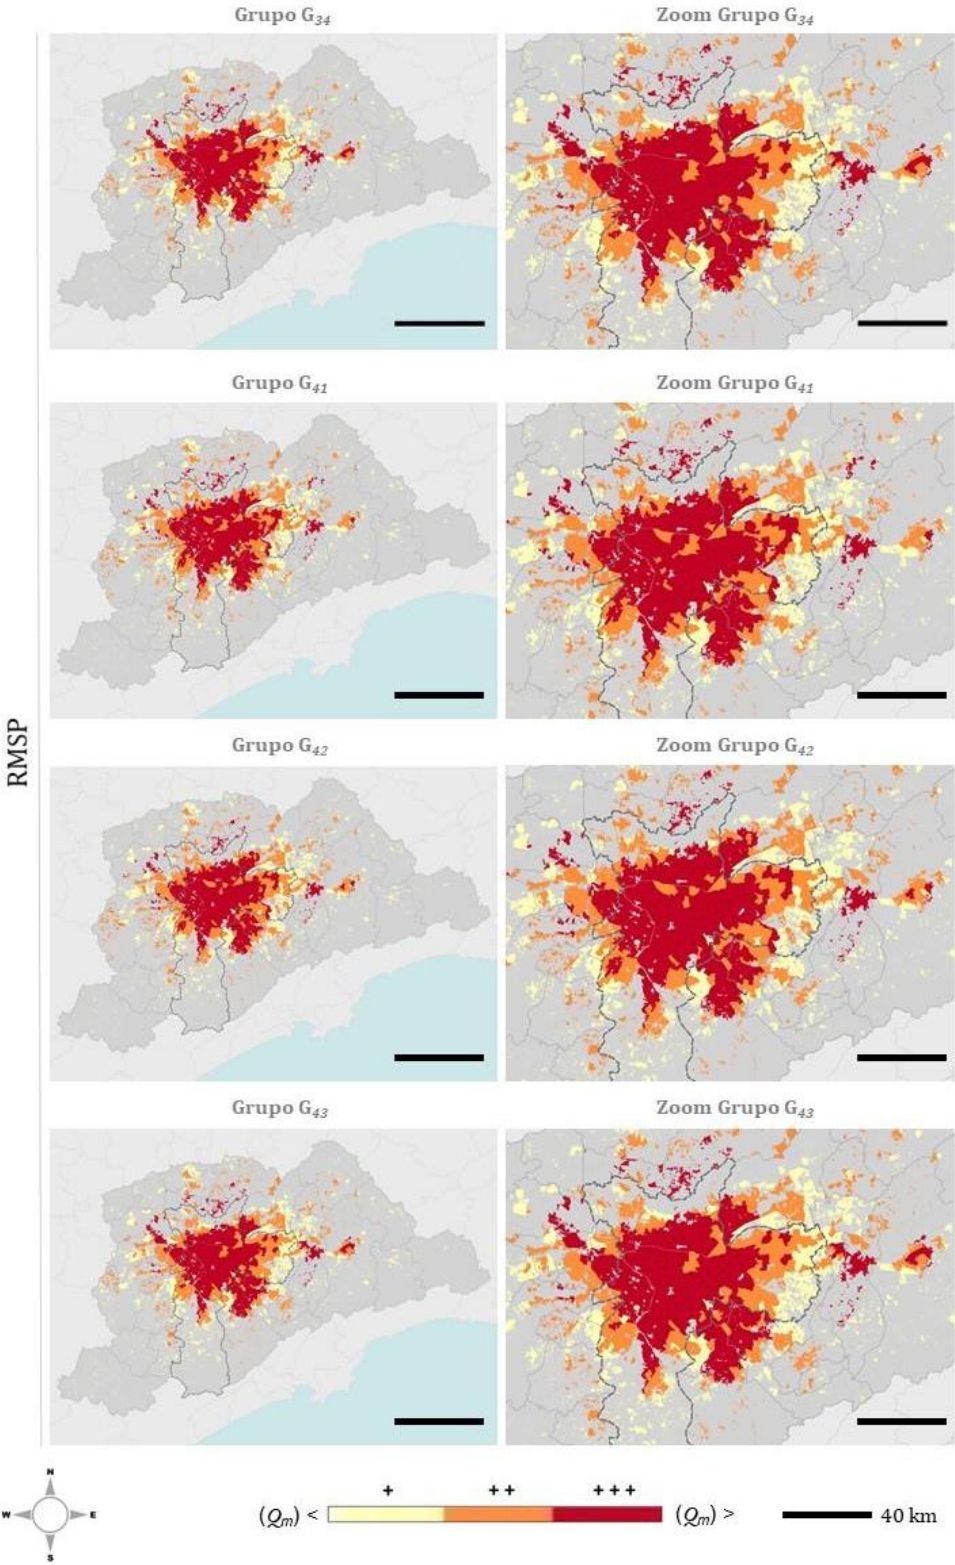 Grupo G34
Zoom Grupo G34
Grupo G41
Zoom Grupo G41
RMSP
Grupo G42
Zoom Grupo G42
Grupo G43
Zoom Grupo G43
N
W E
S
+ ++ +++
(Qm) < (Qm) >
40 km